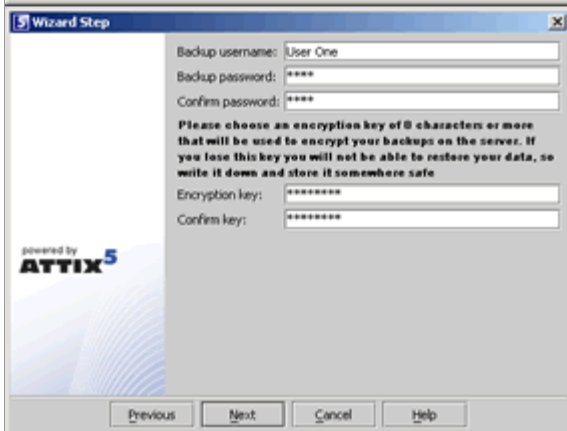 Wizard Step
Backup username: User One
Backup password: ****
Confirm password: ****
Please choose an encryption key of 8 characters or more
that will be used to encrypt your backups on the server. If
you lose this key you will not be able to restore your data, so
write it down and store it somewhere safe
Encryption key: ********
Confirm key: ********
powered by
ATTIX5
Previous Next Cancel Help